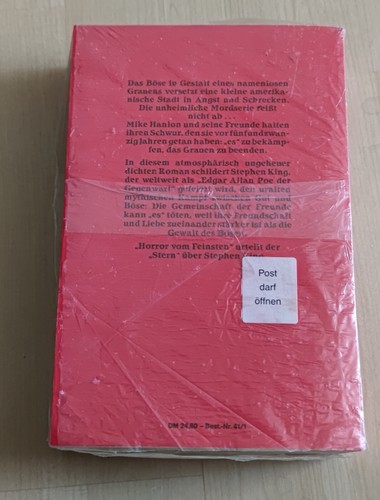 Das Böse in Gestalt eines namenlosen
Grauens versetzt eine kleine amerika-
nische Stadt in Angst und Schrecken.
Die unheimliche Mordserie reißt
nicht ab . . .
Mike Hanlon und seine Freunde halten
ihren Schwur, den sie vor fünfundzwan-
zig Jahren getan haben: „es“ zu bekämp-
fen, das Grauen zu beenden.
In diesem atmosphärisch ungeheuer
dichten Roman schildert Stephen King,
der weltweit als „Edgar Allan Poe der
Gegenwart“ gefeiert wird, den uralten
mythischen Kampf zwischen Gut und
Böse: Die Gemeinschaft der Freunde
kann „es“ töten, weil ihre Freundschaft
und Liebe zueinander stärker ist als die
Gewalt des Bösen.
„Horror vom Feinsten“ urteilt der
„Stern“ über Stephen King.
Post
darf
öffnen
DM 24,80 – Best.-Nr. 41/1